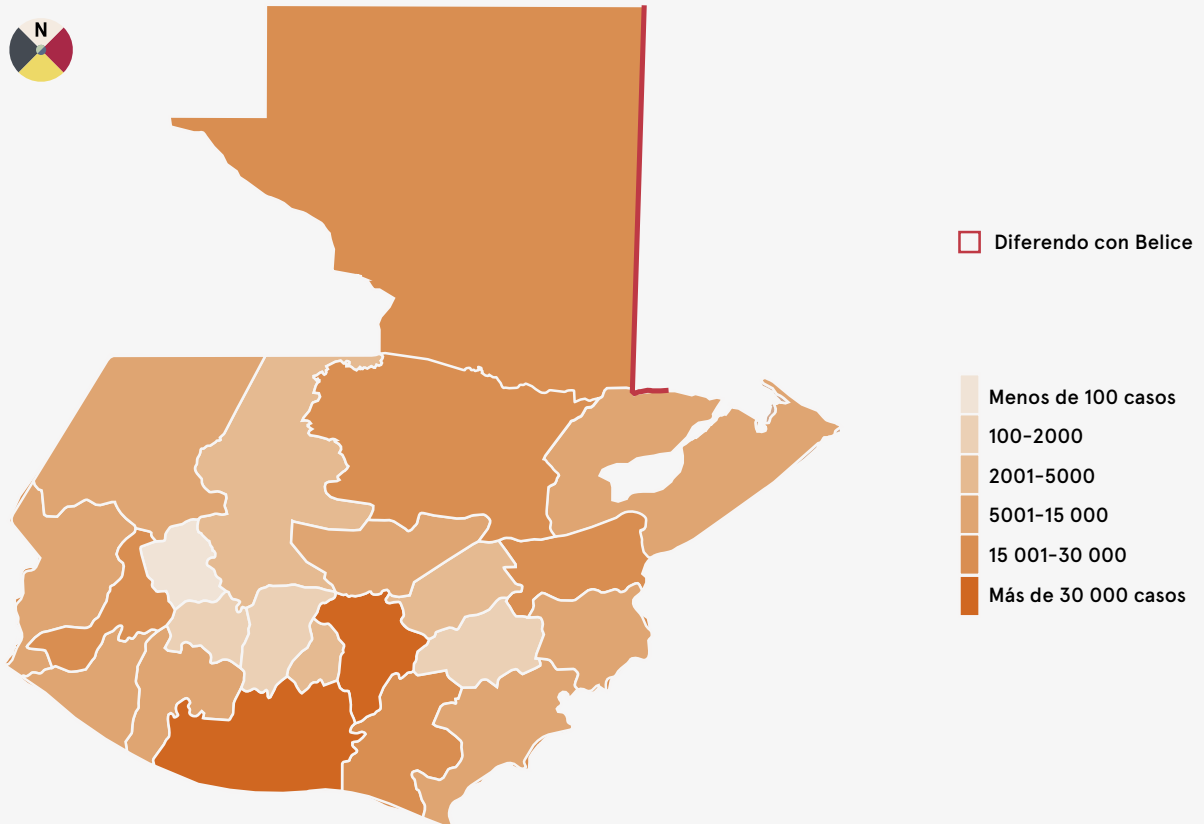 N
Diferendo con Belice
Menos de 100 casos
100-2000
2001-5000
5001-15 000
15 001-30 000
Más de 30 000 casos